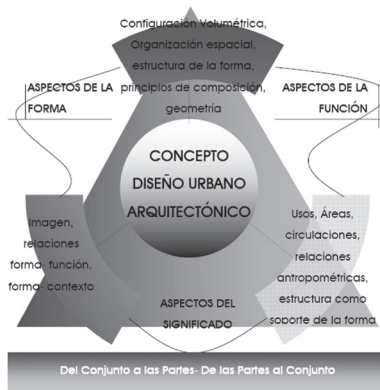 Configuración Volumétrica,
Organización espacial,
estructura de la forma,
principios de composición,
geometría
ASPECTOS DE LA
FORMA
ASPECTOS DE LA
FUNCIÓN
CONCEPTO
DISEÑO URBANO
ARQUITECTÓNICO
Imagen,
relaciones
forma- función,
forma- contexto
Usos, Áreas,
circulaciones,
relaciones
antropométricas,
estructura como
soporte de la forma
ASPECTOS DEL
SIGNIFICADO
Del Conjunto a las Partes- De las Partes al Conjunto